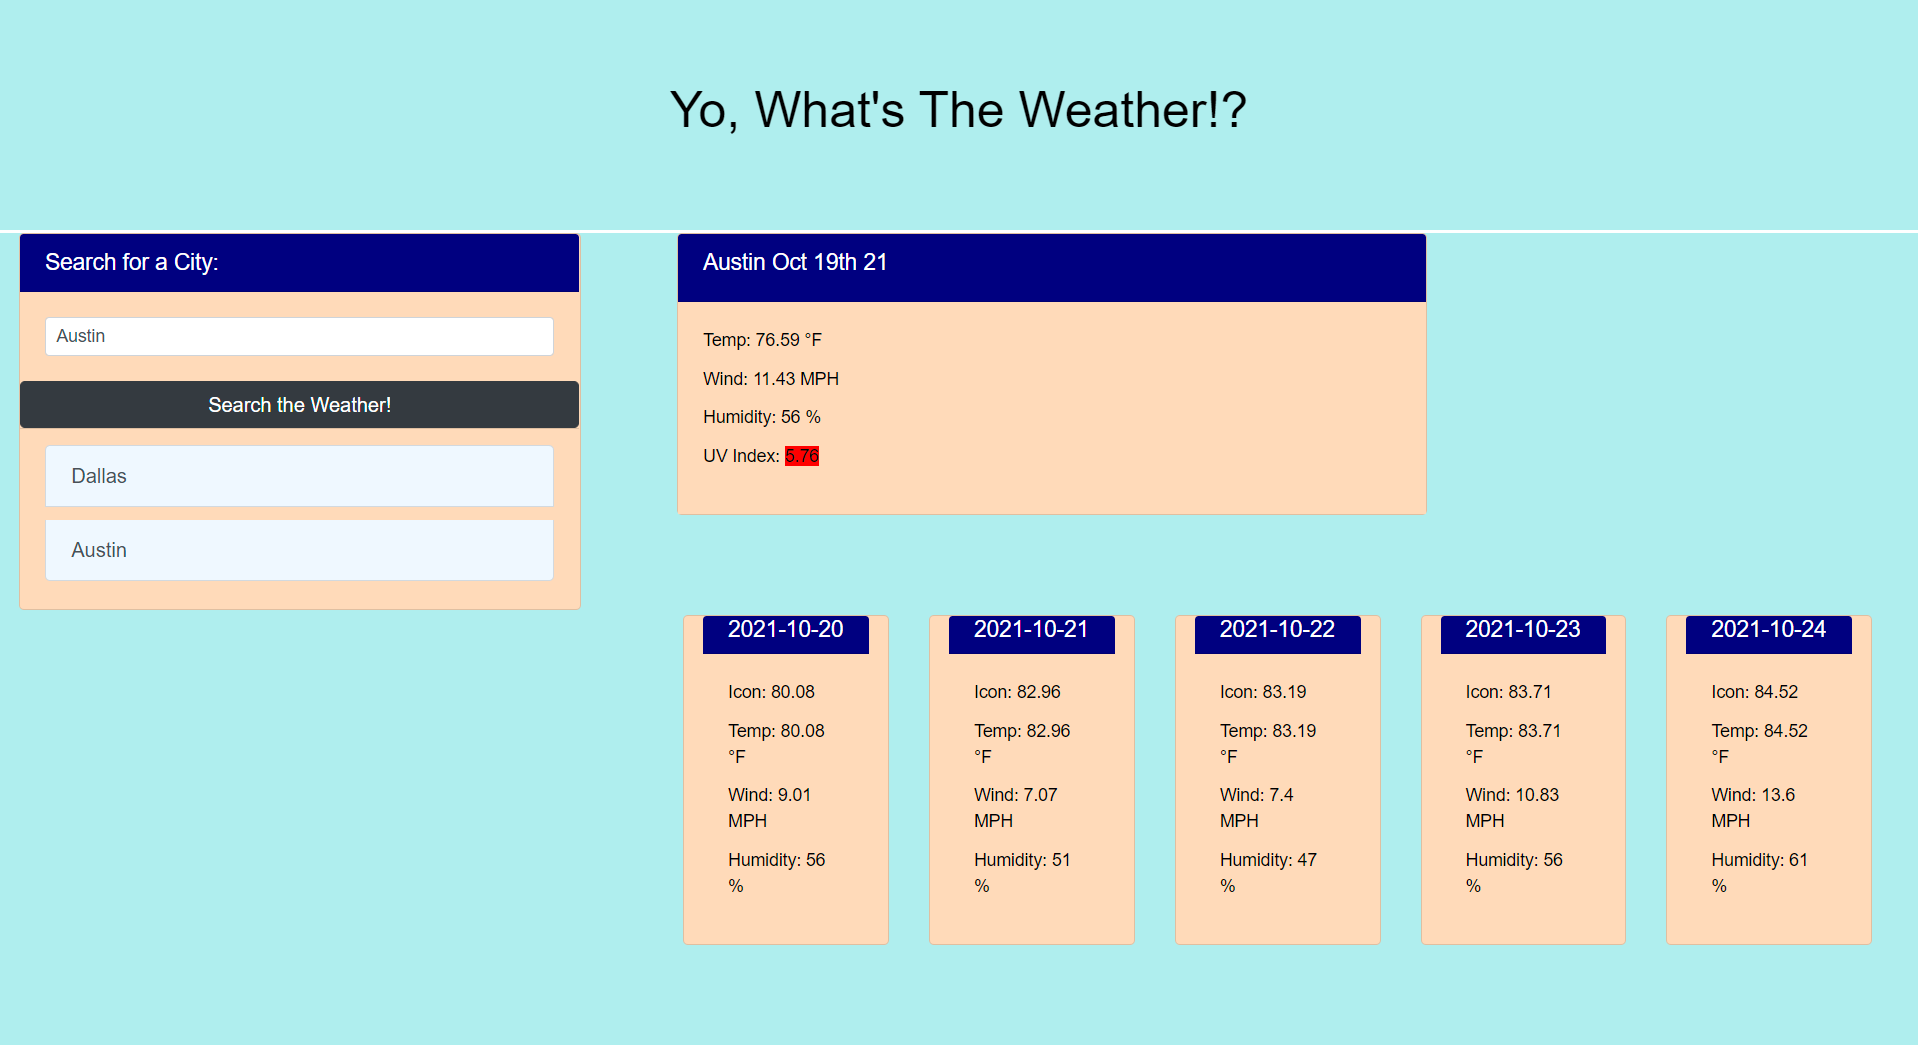 Yo, What's The Weather!?
Search for a City:
Austin
Search the Weather!
Dallas
Austin
Austin Oct 19th 21
Temp: 76.59 °F
Wind: 11.43 MPH
Humidity: 56 %
UV Index: 5.76
2021-10-20
Icon: 80.08
Temp: 80.08
°F
Wind: 9.01
MPH
Humidity: 56
%
2021-10-21
Icon: 82.96
Temp: 82.96
°F
Wind: 7.07
MPH
Humidity: 51
%
2021-10-22
Icon: 83.19
Temp: 83.19
°F
Wind: 7.4
MPH
Humidity: 47
%
2021-10-23
Icon: 83.71
Temp: 83.71
°F
Wind: 10.83
MPH
Humidity: 56
%
2021-10-24
Icon: 84.52
Temp: 84.52
°F
Wind: 13.6
MPH
Humidity: 61
%